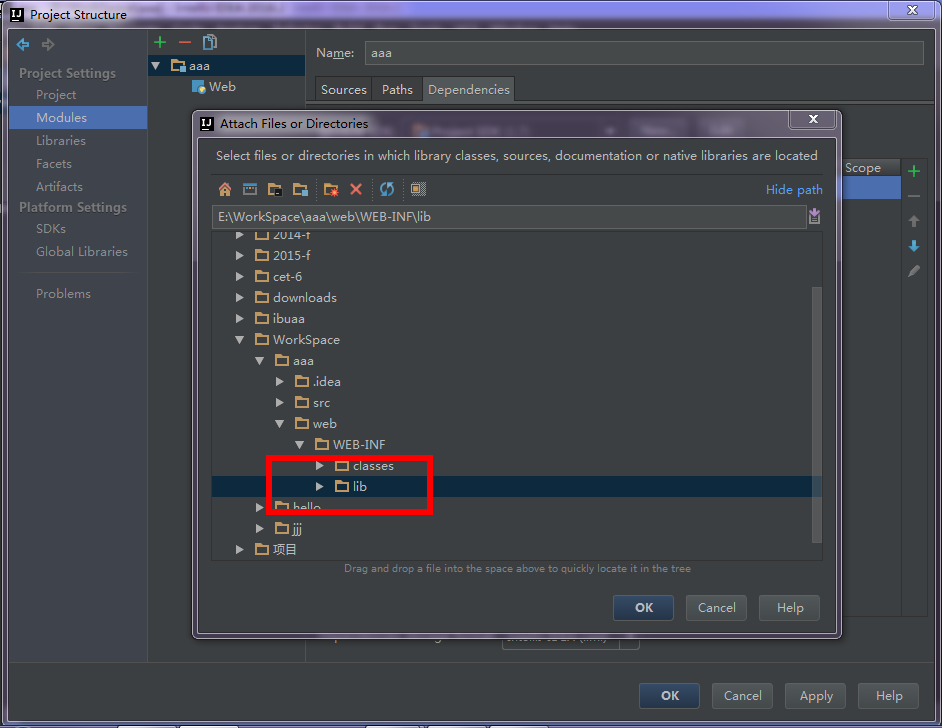 Project Structure
Project Settings
Project
Modules
Libraries
Facets
Artifacts
Platform Settings
SDKs
Global Libraries
Problems
aaa
Web
Name: aaa
Sources Paths Dependencies
Scope
Attach Files or Directories
Select files or directories in which library classes, sources, documentation or native libraries are located
Hide path
E:\WorkSpace\aaa\web\WEB-INF\lib
2014-f
2015-f
cet-6
downloads
ibuaa
WorkSpace
aaa
.idea
src
web
WEB-INF
classes
lib
hello
jjj
项目
Drag and drop a file into the space above to quickly locate it in the tree
OK Cancel Help
OK Cancel Apply Help